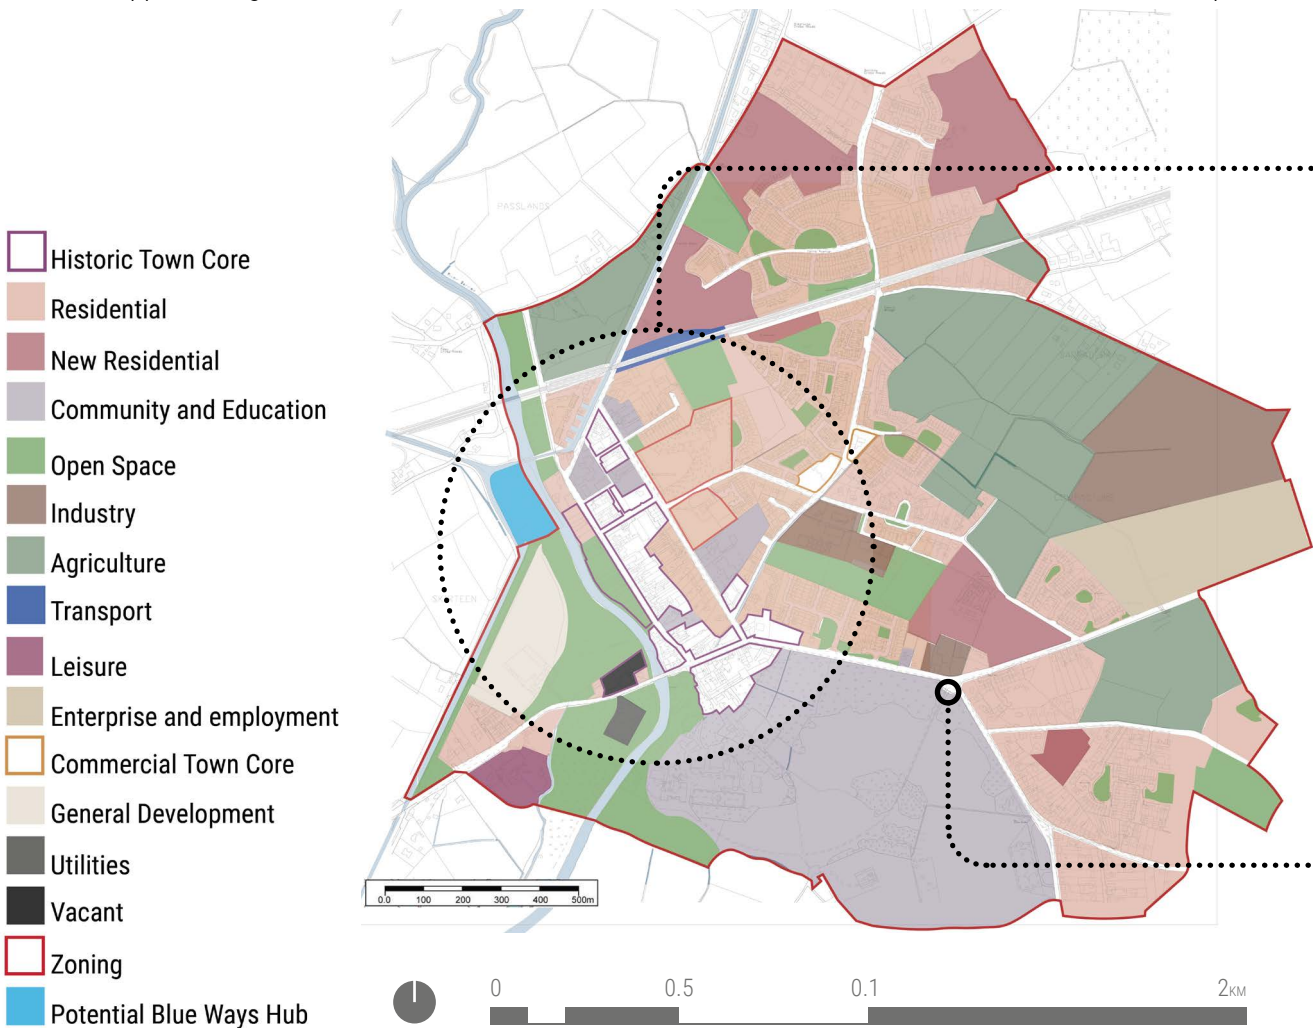 Historic Town Core
Residential
New Residential
Community and Education
Open Space
Industry
Agriculture
Transport
Leisure
Enterprise and employment
Commercial Town Core
General Development
Utilities
Vacant
Zoning
Potential Blue Ways Hub
PASSLANDS
0.0 100 200 300 400 500m
0 0.5 0.1 2KM